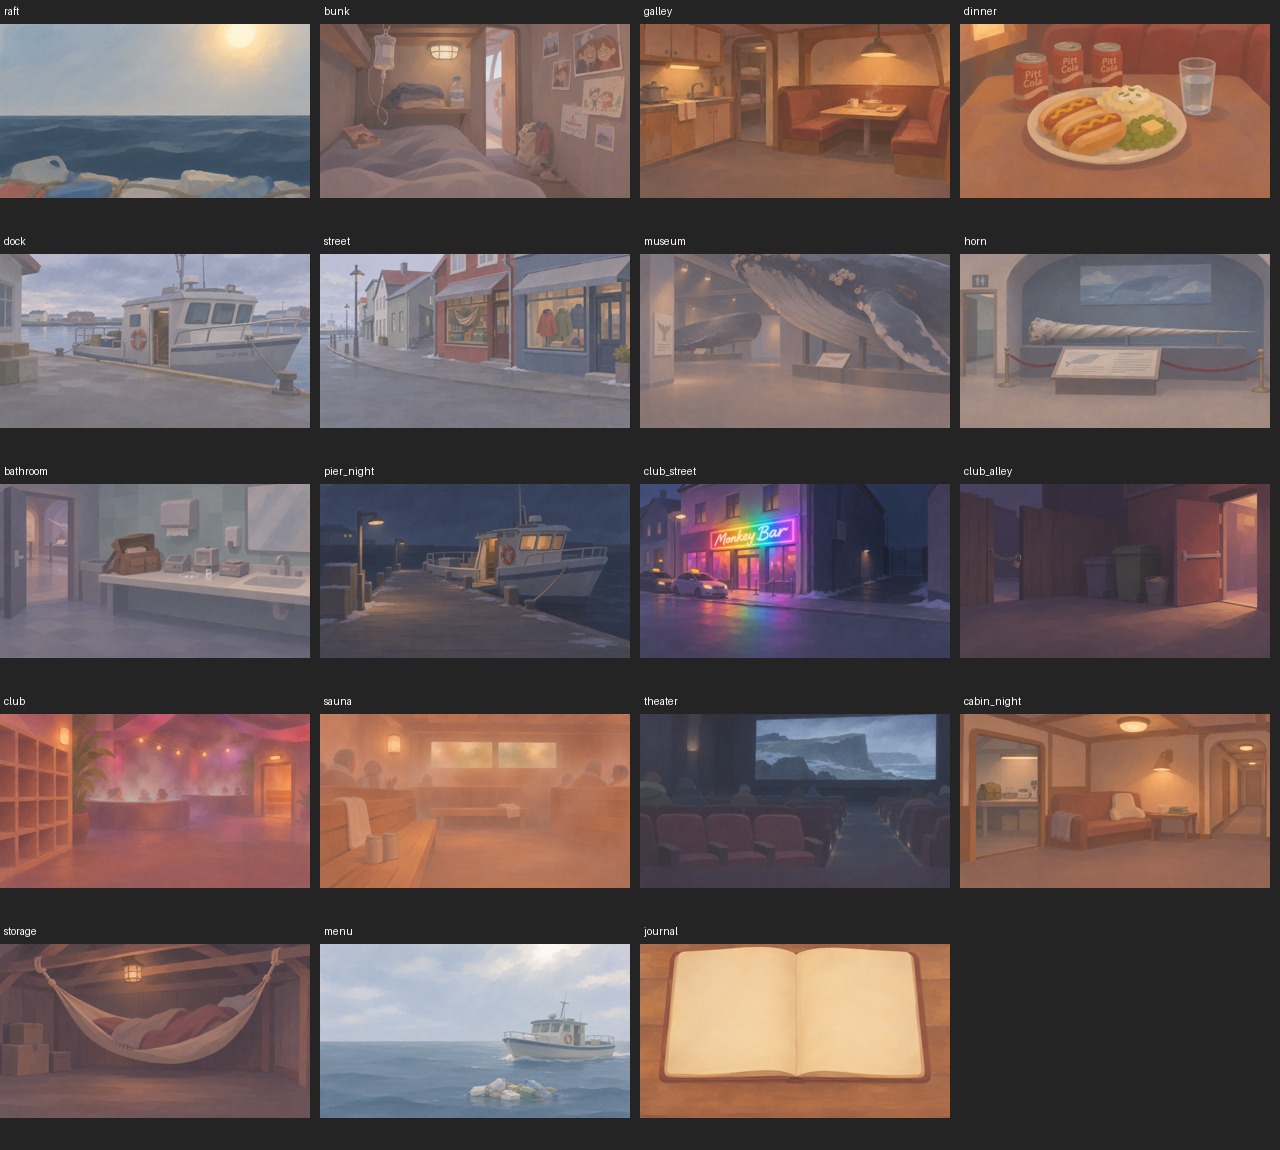 raft
bunk
galley
dinner
Pitt
Cola
Pitt
Cola
Pitt
Cola
dock
street
museum
horn
bathroom
pier_night
club_street
club_alley
Monkey Bar
club
sauna
theater
cabin_night
storage
menu
journal